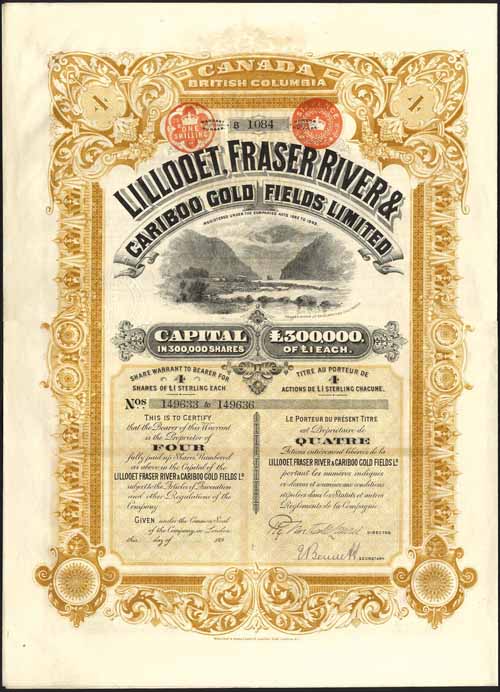 CANADA
BRITISH COLUMBIA
4
4
ONE
SHILLING
B 1084
LILLOOET, FRASER RIVER &
CARIBOO GOLD FIELDS LIMITED
REGISTERED UNDER THE COMPANIES ACTS 1862 TO 1893.
CAPITAL £300,000.
IN 300,000 SHARES OF £1 EACH.
SHARE WARRANT TO BEARER FOR
4
SHARES OF £1 STERLING EACH
TITRE AU PORTEUR DE
4
ACTIONS DE £1 STERLING CHACUNE.
Nos 149633 to 149636
THIS IS TO CERTIFY
that the Bearer of this Warrant
is the Proprietor of
FOUR
fully paid up Shares Numbered
as above in the Capital of the
LILLOOET, FRASER RIVER & CARIBOO GOLD FIELDS Ld
subject to the Articles of Association
and other Regulations of the
Company
GIVEN under the Common Seal
of the Company, in London
this day of 189
LE PORTEUR DU PRÉSENT TITRE
est Propriétaire de
QUATRE
Actions entièrement libérées de la
LILLOOET, FRASER RIVER & CARIBOO GOLD FIELDS Ld
portant les numéros indiqués
ci-dessus et soumises aux conditions
stipulées dans les Statuts et autres
Règlements de la Compagnie
DIRECTOR
Bennett
SECRETARY